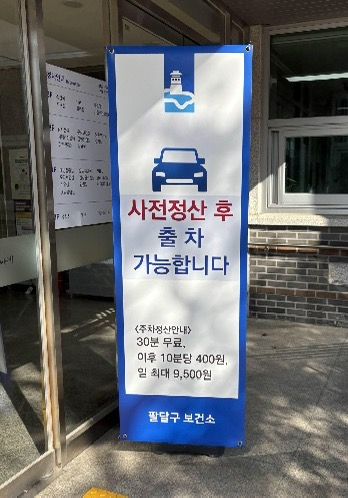 사전정산 후
출 차
가능합니다
<주차정산안내>
30분 무료,
이후 10분당 400원,
일 최대 9,500원
팔달구 보건소